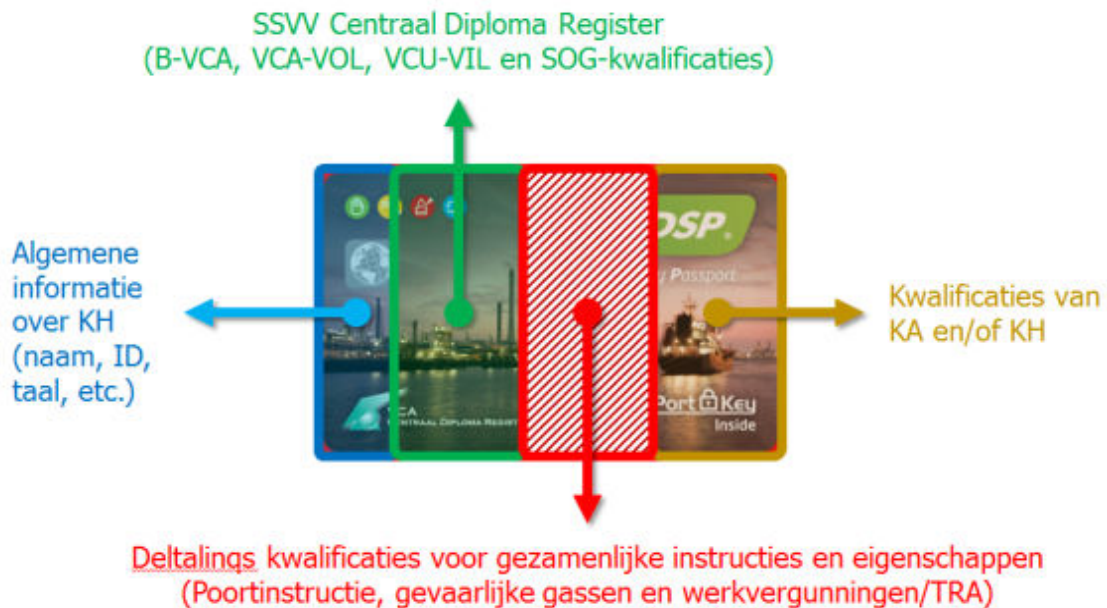 SSVV Centraal Diploma Register
(B-VCA, VCA-VOL, VCU-VIL en SOG-kwalificaties)
Algemene
informatie
over KH
(naam, ID,
taal, etc.)
DSP.
y Passport
Kwalificaties van
KA en/of KH
VCA
CENTRAAL DIPLOMA REGIST
Port Key
Inside
Deltalinqs kwalificaties voor gezamenlijke instructies en eigenschappen
(Poortinstructie, gevaarlijke gassen en werkvergunningen/TRA)